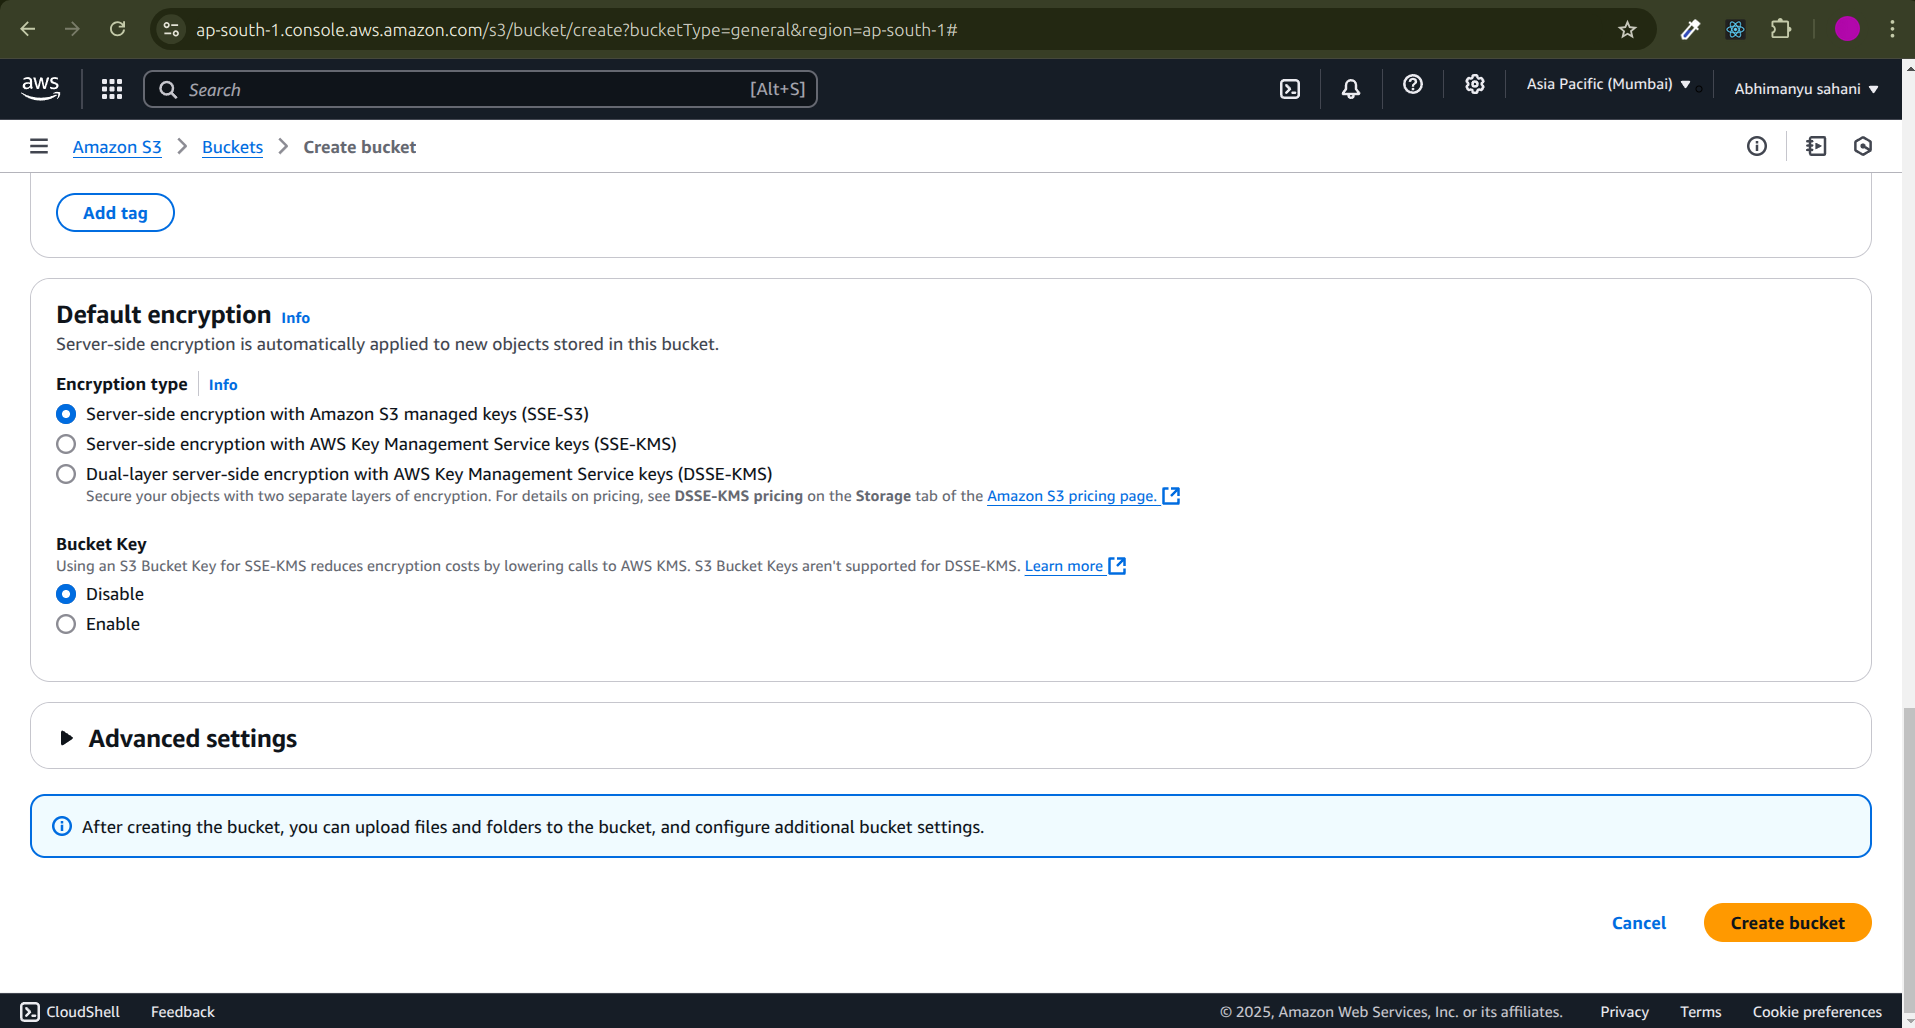 ap-south-1.console.aws.amazon.com/s3/bucket/create?bucketType=general&region=ap-south-1#
aws
Search
[Alt+S]
Asia Pacific (Mumbai)
Abhimanyu sahani
Amazon S3
Buckets
Create bucket
Add tag
Default encryption Info
Server-side encryption is automatically applied to new objects stored in this bucket.
Encryption type Info
Server-side encryption with Amazon S3 managed keys (SSE-S3)
Server-side encryption with AWS Key Management Service keys (SSE-KMS)
Dual-layer server-side encryption with AWS Key Management Service keys (DSSE-KMS)
Secure your objects with two separate layers of encryption. For details on pricing, see DSSE-KMS pricing on the Storage tab of the Amazon S3 pricing page.
Bucket Key
Using an S3 Bucket Key for SSE-KMS reduces encryption costs by lowering calls to AWS KMS. S3 Bucket Keys aren't supported for DSSE-KMS. Learn more
Disable
Enable
Advanced settings
After creating the bucket, you can upload files and folders to the bucket, and configure additional bucket settings.
Cancel
Create bucket
CloudShell
Feedback
© 2025, Amazon Web Services, Inc. or its affiliates.
Privacy
Terms
Cookie preferences